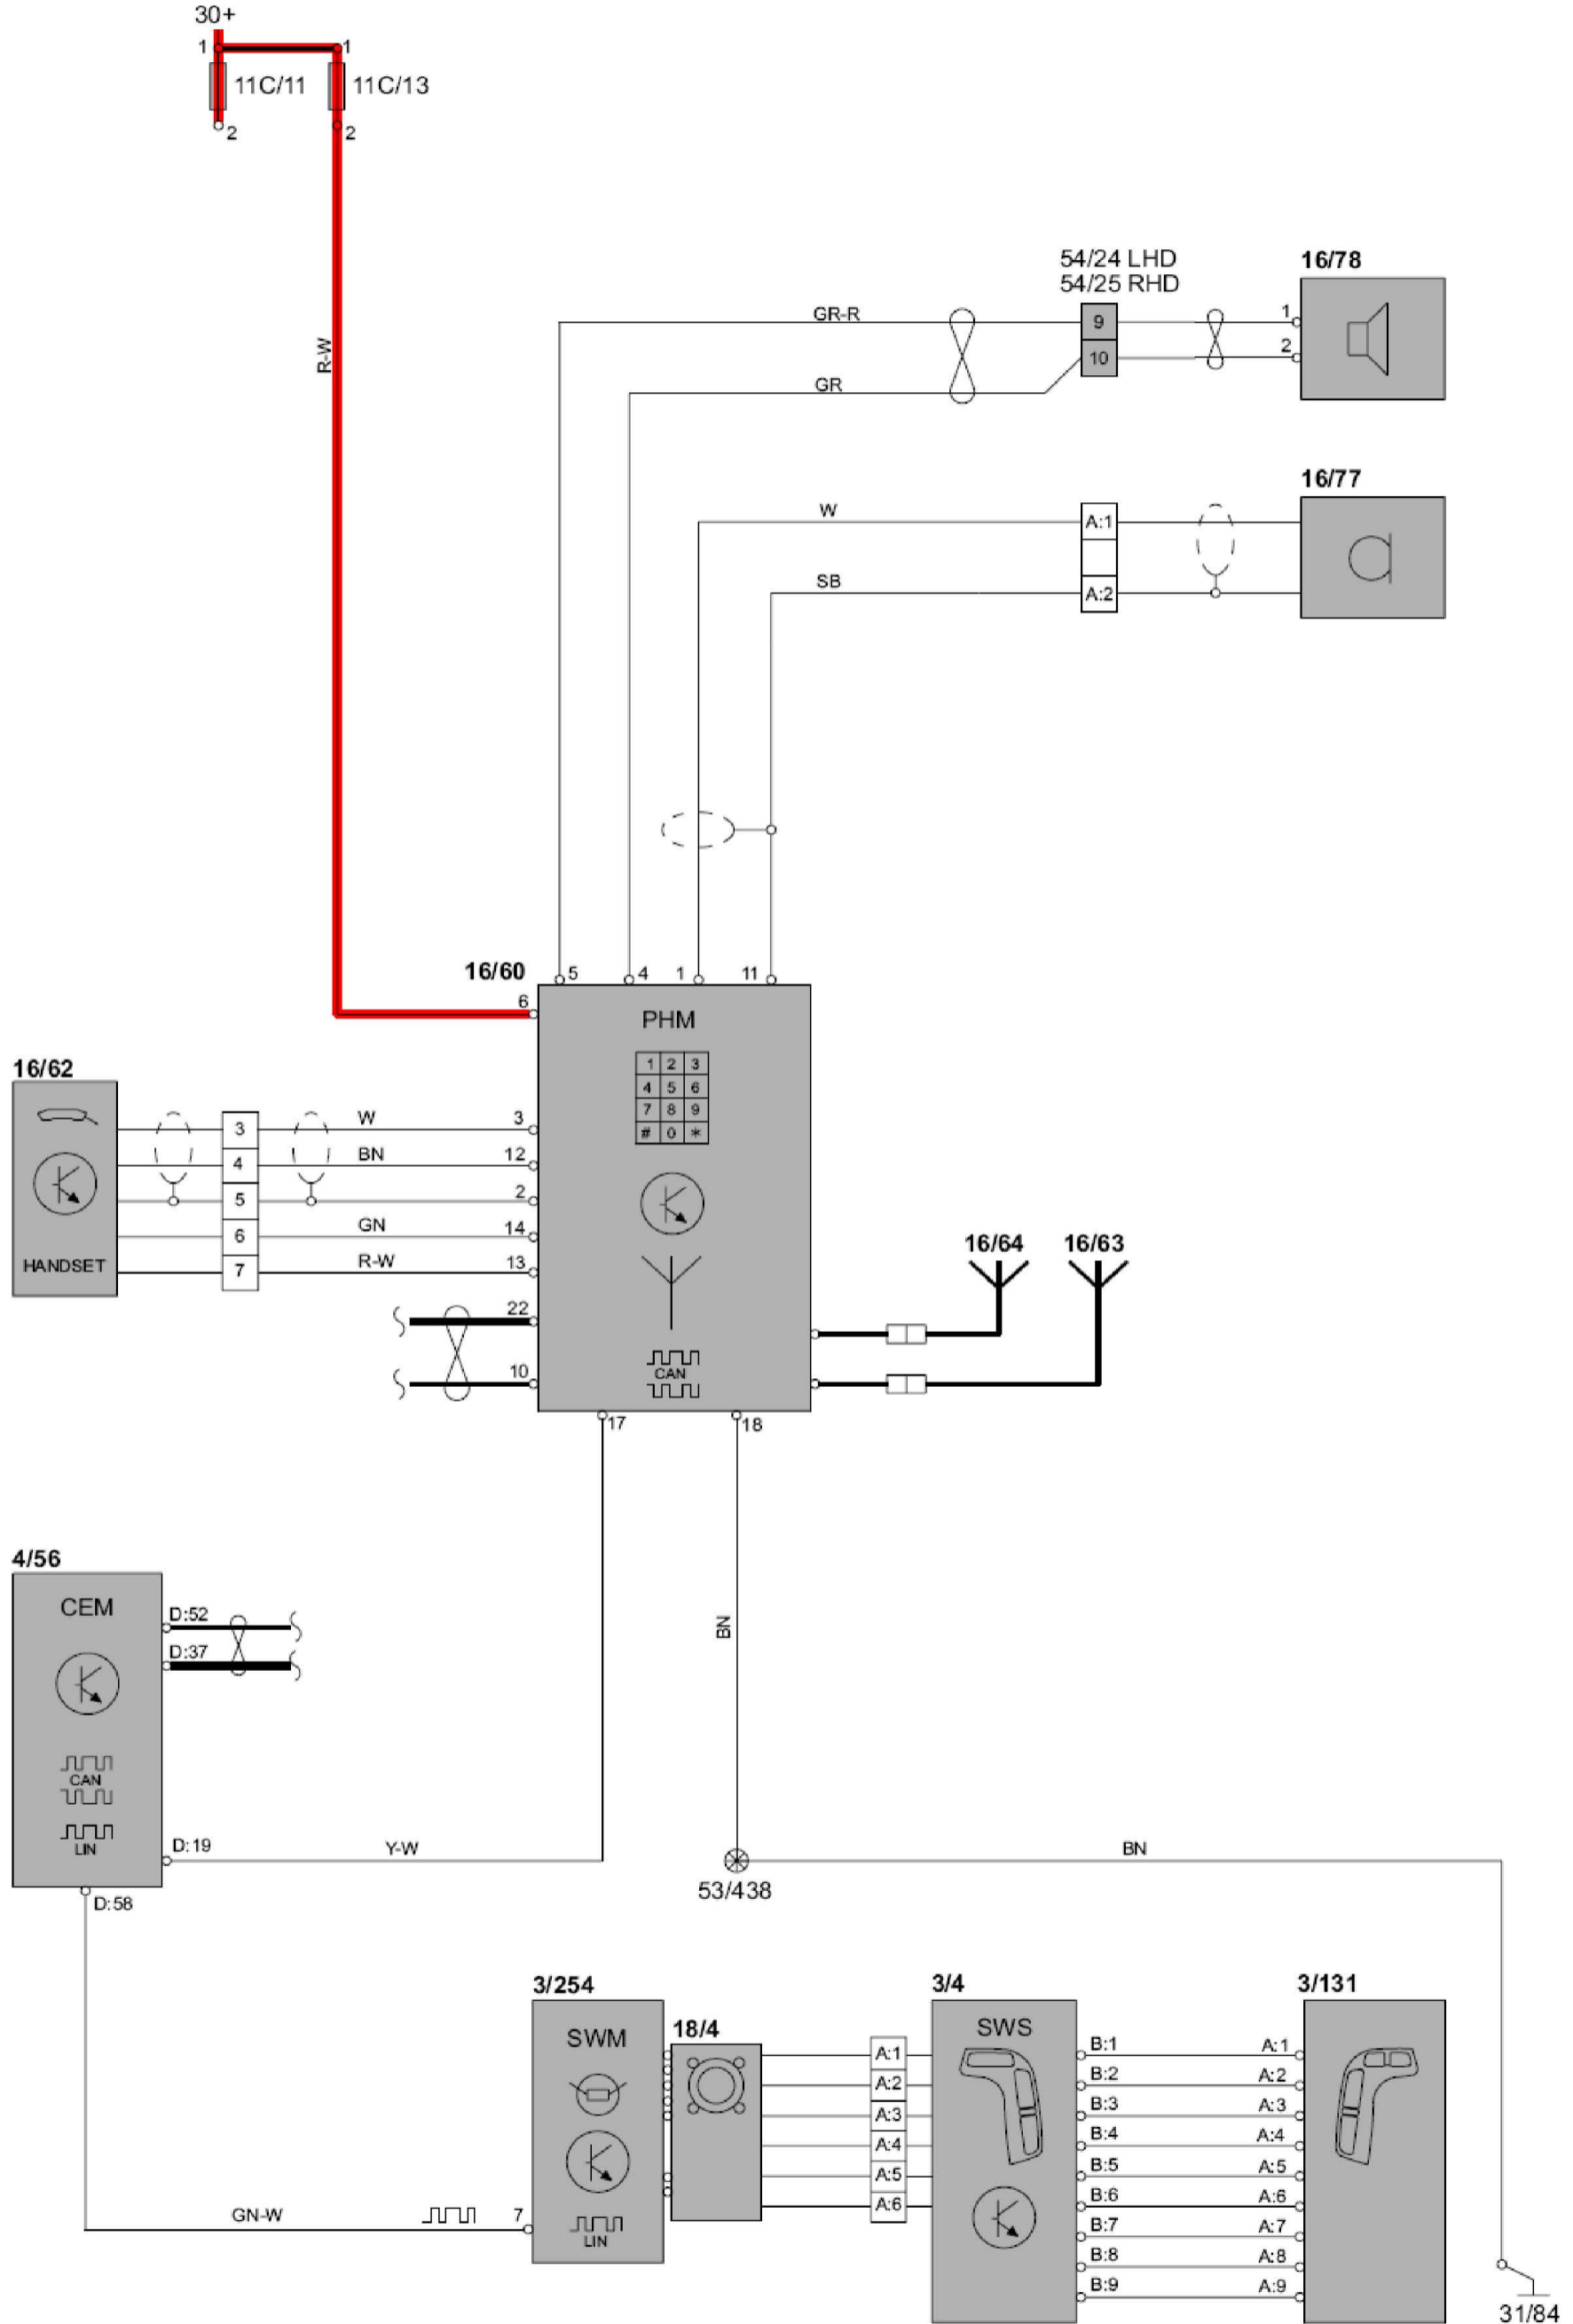 30+
1 1
11C/11 11C/13
2 2
R-W
54/24 LHD
54/25 RHD
16/78
GR-R 9 1
GR 10 2
16/77
W A:1
SB A:2
16/60
5 4 1 11
6
PHM
1 2 3
4 5 6
7 8 9
# 0 *
16/62
3 W 3
4 BN 12
5 2
6 GN 14
HANDSET 7 R-W 13
22
10
CAN
16/64 16/63
17 18
4/56
CEM
D:52
D:37
CAN
LIN
D:19 Y-W
D:58
BN
BN
53/438
3/254
SWM
18/4
LIN
GN-W 7
A:1
A:2
A:3
A:4
A:5
A:6
3/4
SWS
3/131
B:1 A:1
B:2 A:2
B:3 A:3
B:4 A:4
B:5 A:5
B:6 A:6
B:7 A:7
B:8 A:8
B:9 A:9
31/84